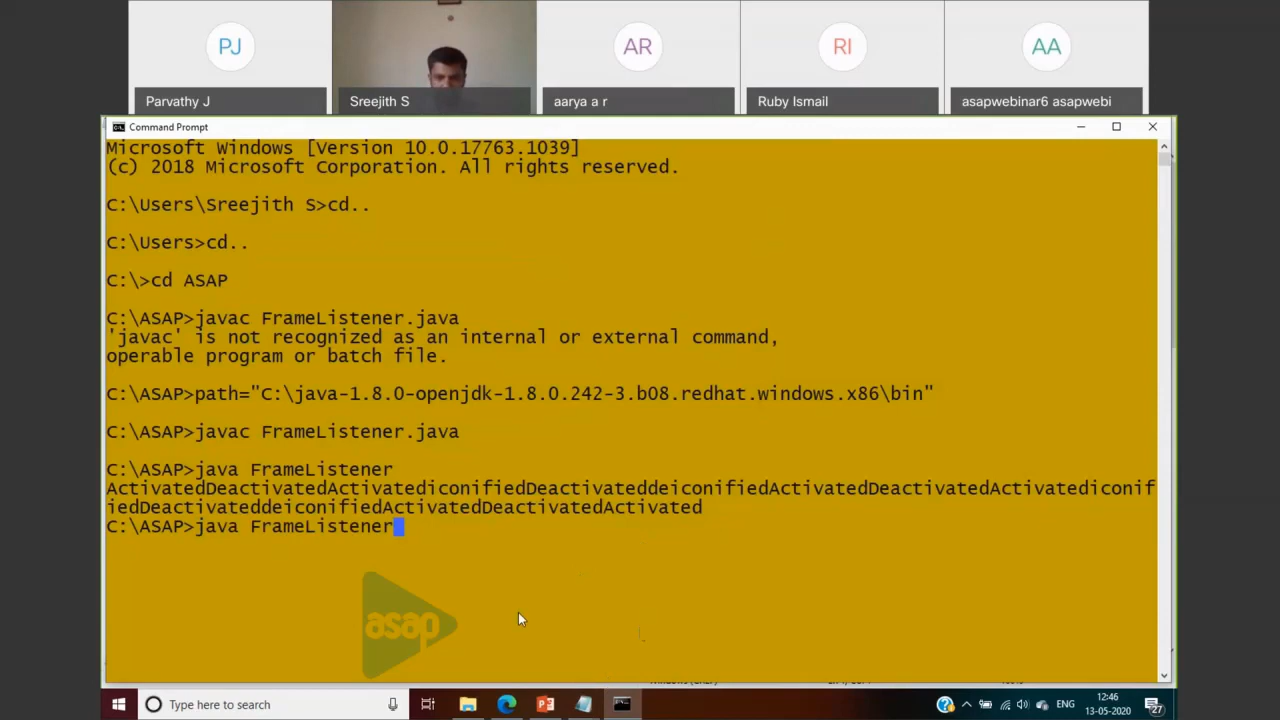 PJ
AR
RI
AA
Parvathy J
Sreejith S
aarya a r
Ruby Ismail
asapwebinar6 asapwebi
Command Prompt
Microsoft Windows [Version 10.0.17763.1039]
(c) 2018 Microsoft Corporation. All rights reserved.
C:\Users\Sreejith S>cd..
C:\Users>cd..
C:\>cd ASAP
C:\ASAP>javac FrameListener.java
'javac' is not recognized as an internal or external command,
operable program or batch file.
C:\ASAP>path="C:\java-1.8.0-openjdk-1.8.0.242-3.b08.redhat.windows.x86\bin"
C:\ASAP>javac FrameListener.java
C:\ASAP>java FrameListener
ActivatedDeactivatedActivatediconifiedDeactivateddeiconifiedActivatedDeactivatedActivatediconif
iedDeactivateddeiconifiedActivatedDeactivatedActivated
C:\ASAP>java FrameListener
asap
Type here to search
ENG
12:46
13-05-2020
27